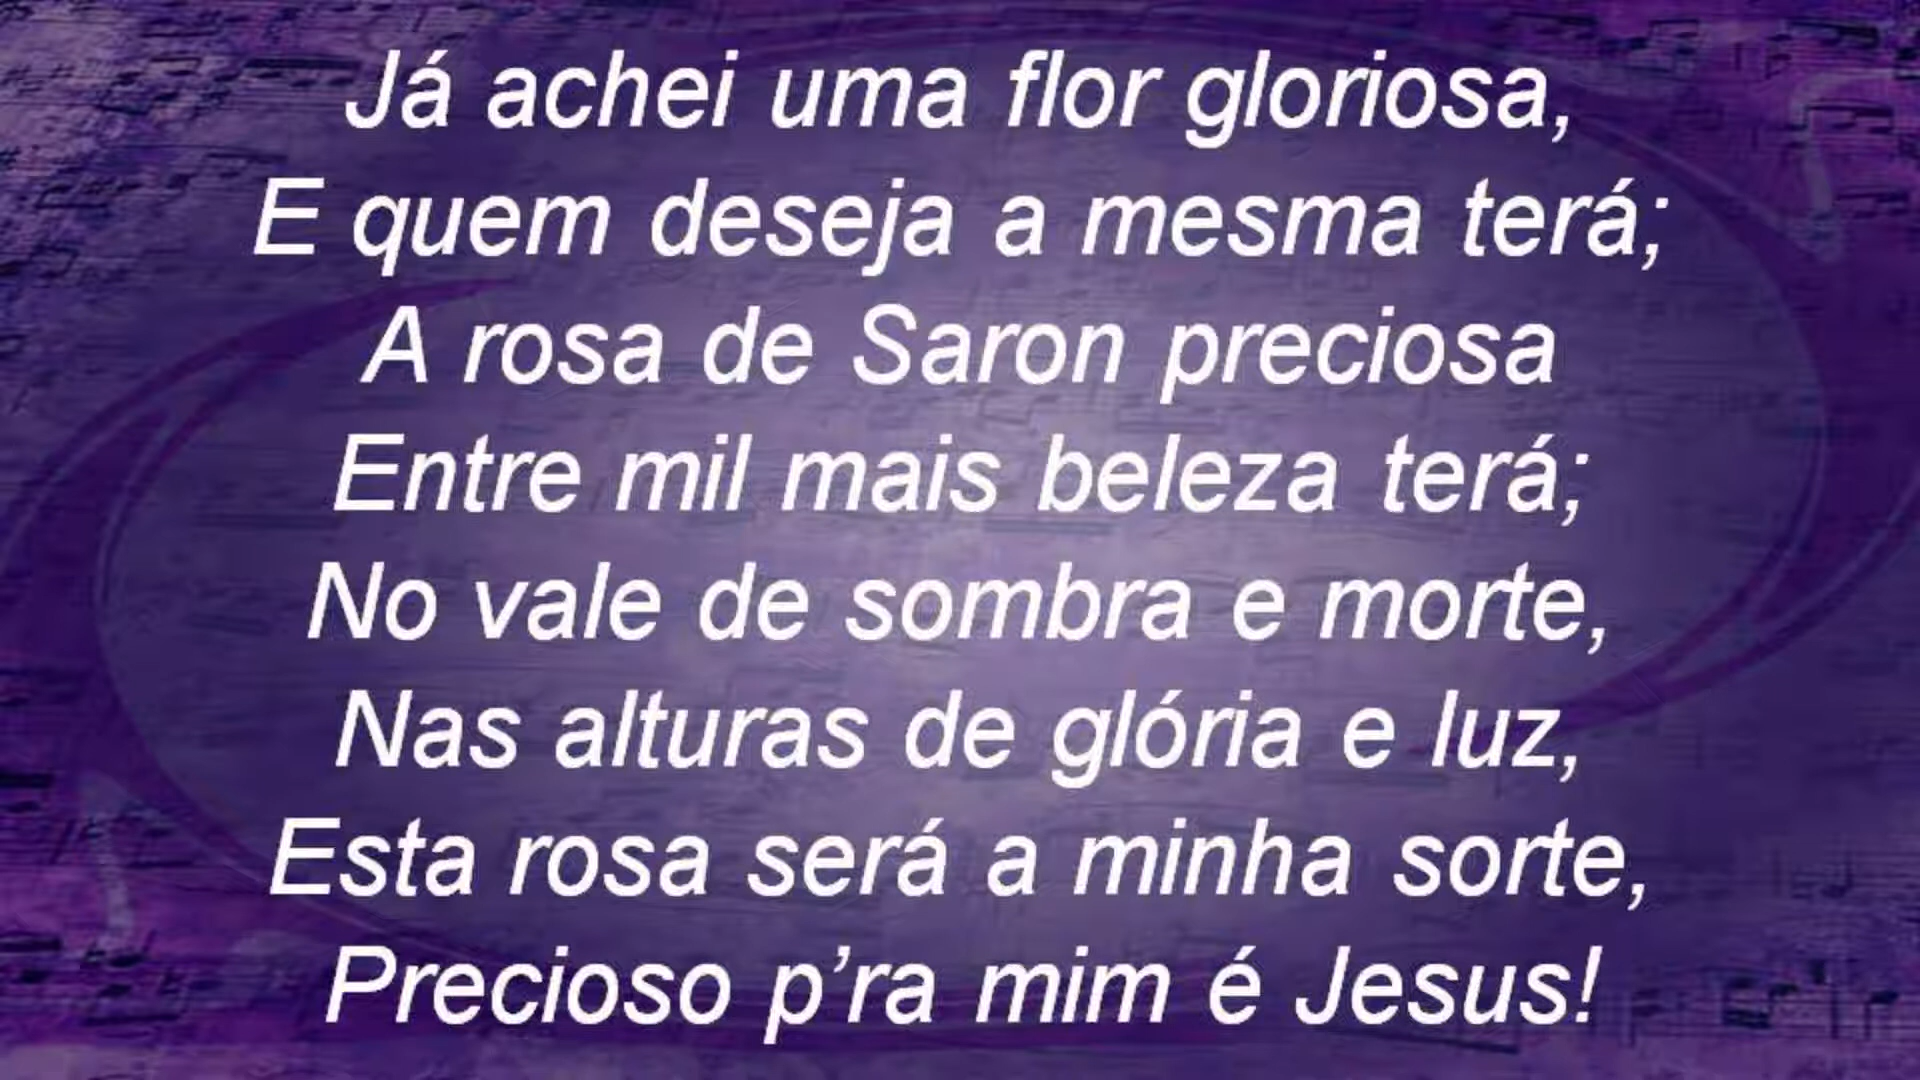 Já achei uma flor gloriosa,
E quem deseja a mesma terá;
A rosa de Saron preciosa
Entre mil mais beleza terá;
No vale de sombra e morte,
Nas alturas de glória e luz,
Esta rosa será a minha sorte,
Precioso p’ra mim é Jesus!